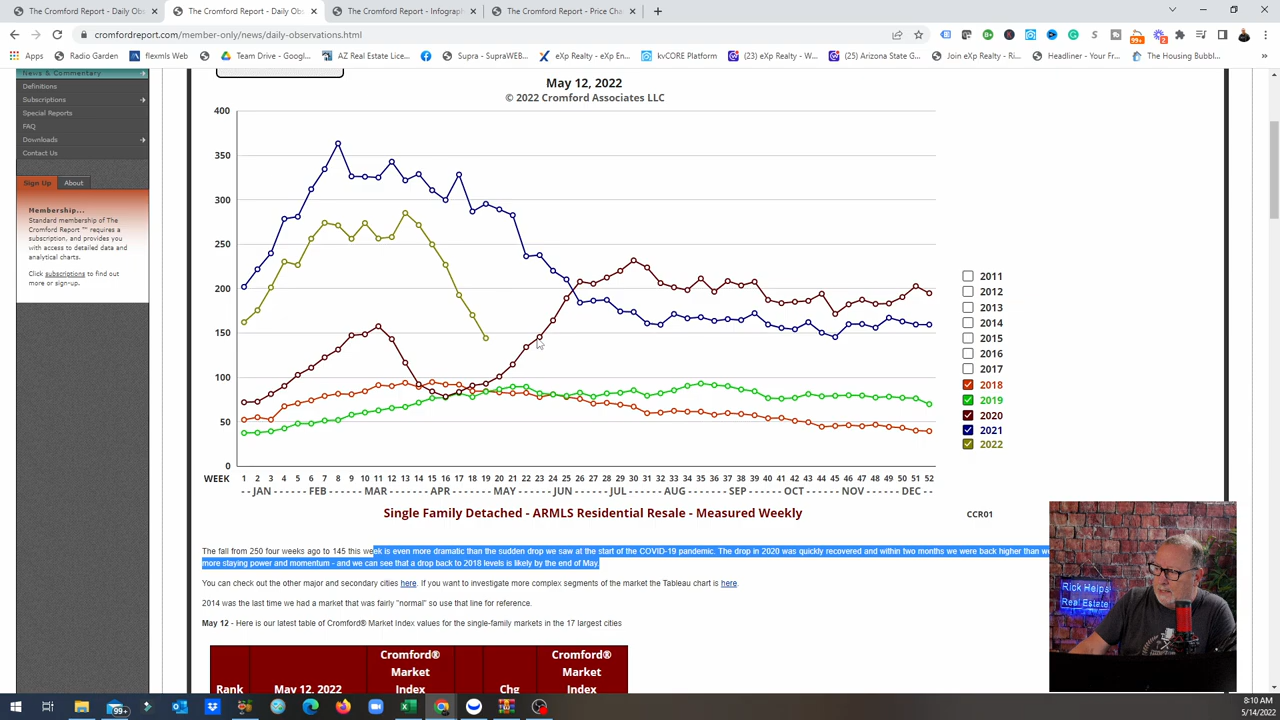 The Cromford Report - Daily Obs
The Cromford Report - Daily Obs
The Cromford Report - Infograp
The Cromford Report - Price Cha
cromfordreport.com/member-only/news/daily-observations.html
Apps
Radio Garden
flexmls Web
Team Drive - Googl...
AZ Real Estate Lice...
Supra - SupraWEB...
eXp Realty - eXp En...
kvCORE Platform
(23) eXp Realty - W...
(25) Arizona State G...
Join eXp Realty - Ri...
Headliner - Your Fr...
The Housing Bubbl...
News & Commentary
Definitions
Subscriptions
Special Reports
FAQ
Downloads
Contact Us
Sign Up
About
Membership...
Standard membership of The
Cromford Report ™ requires a
subscription, and provides you
with access to detailed data and
analytical charts.
Click subscriptions to find out
more or sign-up.
May 12, 2022
© 2022 Cromford Associates LLC
400
350
300
250
200
150
100
50
0
WEEK 1 2 3 4 5 6 7 8 9 10 11 12 13 14 15 16 17 18 19 20 21 22 23 24 25 26 27 28 29 30 31 32 33 34 35 36 37 38 39 40 41 42 43 44 45 46 47 48 49 50 51 52
- - JAN - - - - - - FEB - - - - - - MAR - - - - - - APR - - - - - - MAY - - - - - - JUN - - - - - - JUL - - - - - - AUG - - - - - - SEP - - - - - - OCT - - - - - - NOV - - - - - - DEC - -
2011
2012
2013
2014
2015
2016
2017
2018
2019
2020
2021
2022
Single Family Detached - ARMLS Residential Resale - Measured Weekly
CCR01
The fall from 250 four weeks ago to 145 this week is even more dramatic than the sudden drop we saw at the start of the COVID-19 pandemic. The drop in 2020 was quickly recovered and within two months we were back higher than we
more staying power and momentum - and we can see that a drop back to 2018 levels is likely by the end of May.
You can check out the other major and secondary cities here. If you want to investigate more complex segments of the market the Tableau chart is here.
2014 was the last time we had a market that was fairly "normal" so use that line for reference.
May 12 - Here is our latest table of Cromford® Market Index values for the single-family markets in the 17 largest cities
Rank
May 12, 2022
Cromford®
Market
Index
Chg
Cromford®
Market
Index
Rick Helps
Real Estate
99+
8:10 AM
5/14/2022